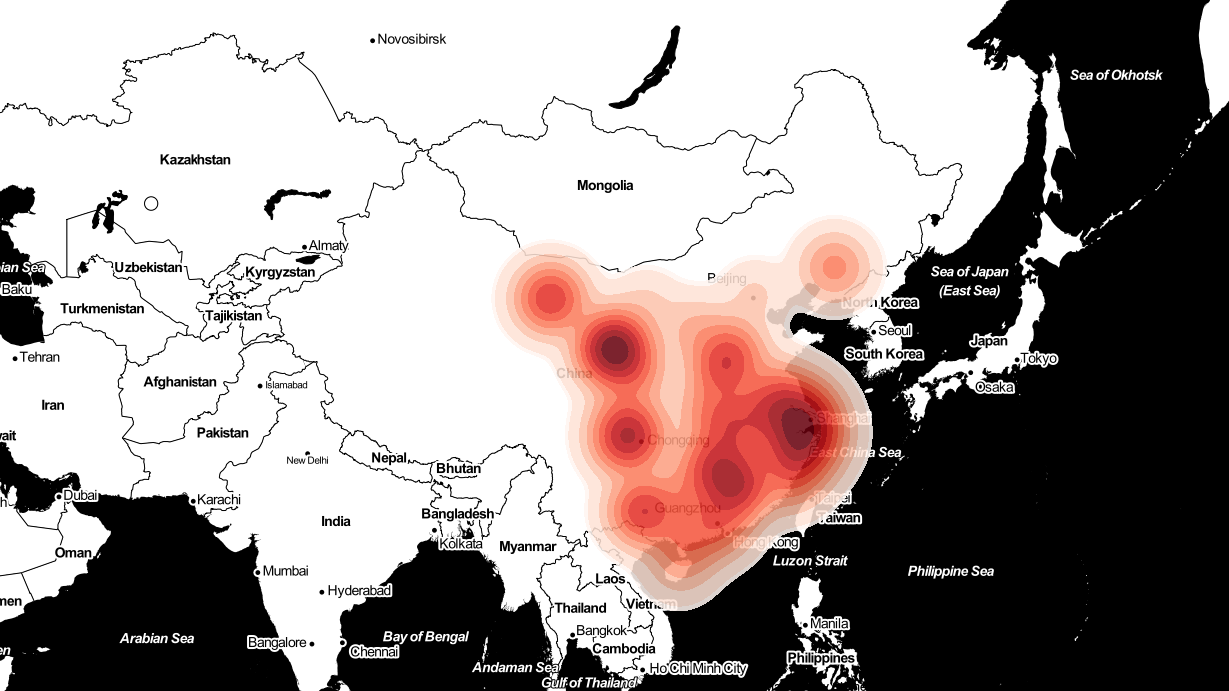 Novosibirsk
Sea of Okhotsk
Kazakhstan
Mongolia
Almaty
ian Sea
Uzbekistan
Kyrgyzstan
Beijing
Sea of Japan
(East Sea)
Baku
Turkmenistan
Tajikistan
North Korea
Seoul
Japan
South Korea
Tokyo
Tehran
China
Afghanistan
Islamabad
Osaka
Iran
Shanghai
Pakistan
Chongqing
East China Sea
New Delhi
Nepal
Bhutan
Dubai
Karachi
Taipei
Guangzhou
Bangladesh
Taiwan
India
Kolkata
Myanmar
Hong Kong
Oman
Luzon Strait
Philippine Sea
Mumbai
Laos
Hyderabad
Thailand
Vietnam
Manila
Arabian Sea
Bay of Bengal
Bangkok
Bangalore
Chennai
Cambodia
Philippines
Andaman Sea
Ho Chi Minh City
Gulf of Thailand